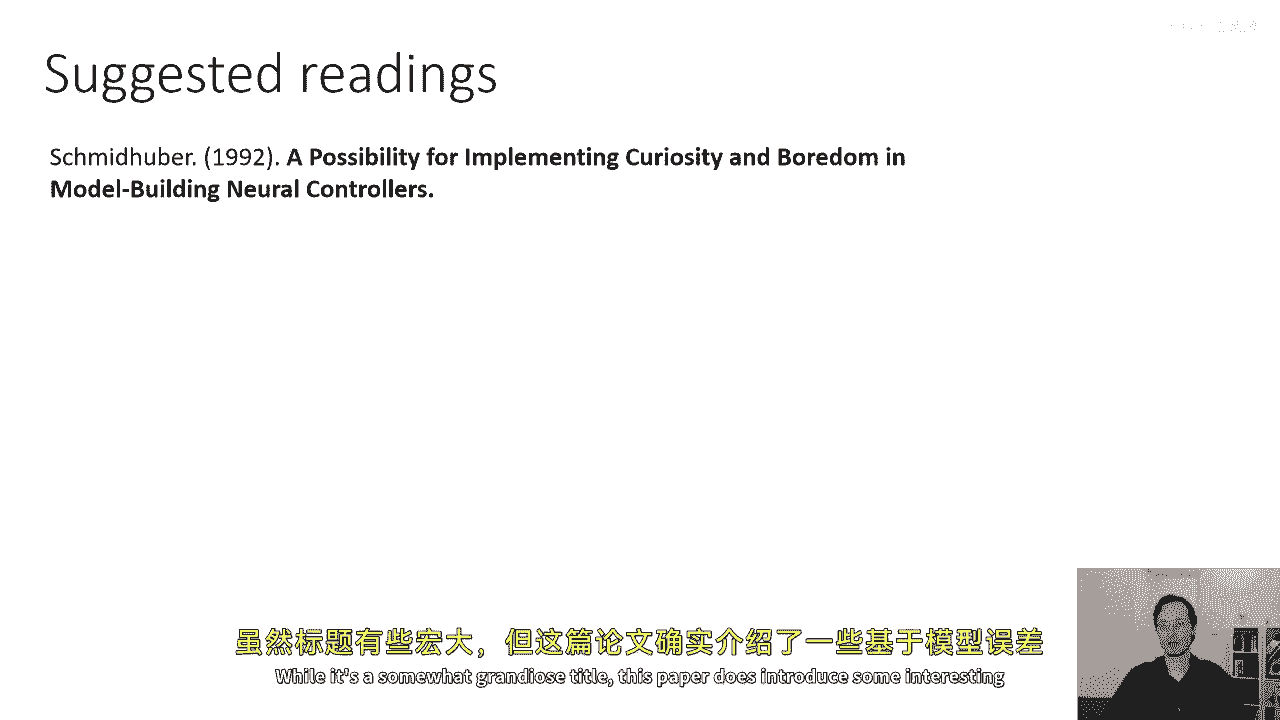 Suggested readings
Schmidhuber. (1992). A Possibility for Implementing Curiosity and Boredom in
Model-Building Neural Controllers.
虽然标题有些宏大，但这篇论文确实介绍了一些基于模型误差
While it's a somewhat grandiose title, this paper does introduce some interesting